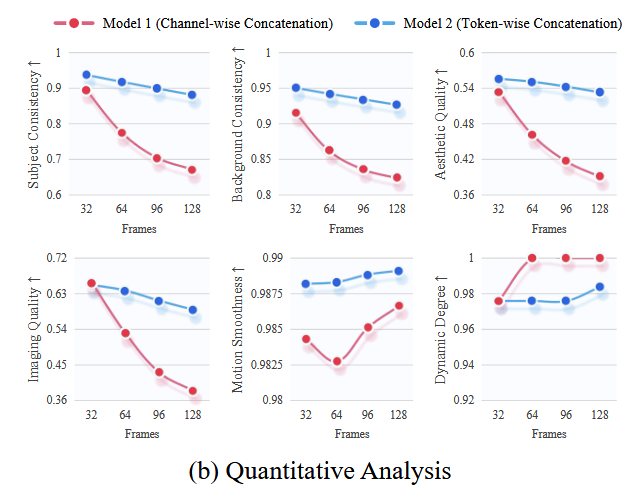 Model 1 (Channel-wise Concatenation) Model 2 (Token-wise Concatenation)
Subject Consistency ↑
1
0.9
0.8
0.7
0.6
32 64 96 128
Frames
Background Consistency ↑
1
0.95
0.9
0.85
0.8
32 64 96 128
Frames
Aesthetic Quality ↑
0.6
0.54
0.48
0.42
0.36
32 64 96 128
Frames
Imaging Quality ↑
0.72
0.63
0.54
0.45
0.36
32 64 96 128
Frames
Motion Smoothness ↑
0.99
0.9875
0.985
0.9825
0.98
32 64 96 128
Frames
Dynamic Degree ↑
1
0.98
0.96
0.94
0.92
32 64 96 128
Frames
(b) Quantitative Analysis